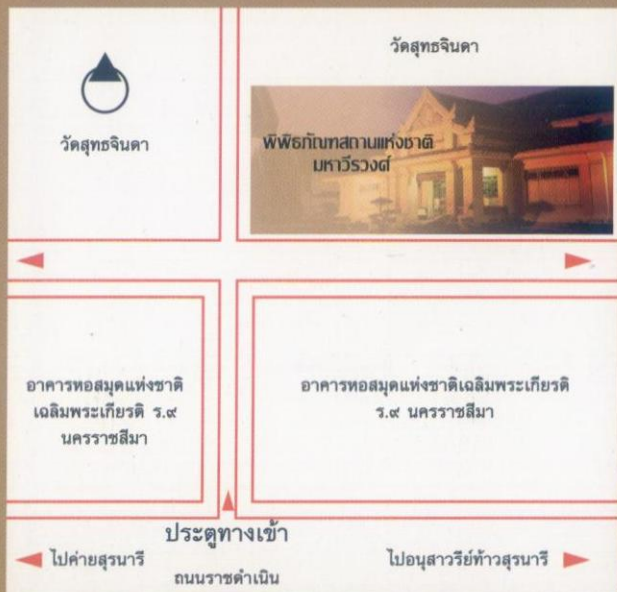 วัดสุทธจินดา
วัดสุทธจินดา
พิพิธภัณฑสถานแห่งชาติ
มหาวีรวงศ์
อาคารหอสมุดแห่งชาติ
เฉลิมพระเกียรติ ร.๙
นครราชสีมา
อาคารหอสมุดแห่งชาติเฉลิมพระเกียรติ
ร.๙ นครราชสีมา
ประตูทางเข้า
ไปค่ายสุรนารี
ไปอนุสาวรีย์ท้าวสุรนารี
ถนนราชดำเนิน